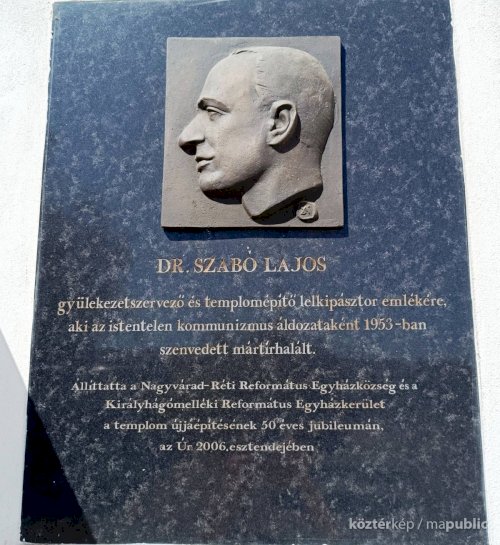 DR. SZABÓ LAJOS
gyülekezetszervező és templomépítő lelkipásztor emlékére,
aki az istentelen kommunizmus áldozataként 1953-ban
szenvedett mártírhalált.
Állíttatta a Nagyvárad-Réti Református Egyházközség és a
Királyhágómelléki Református Egyházkerület
a templom újjáépítésének 50 éves jubileumán,
az Úr 2006.esztendejében
köztérkép / mapublic